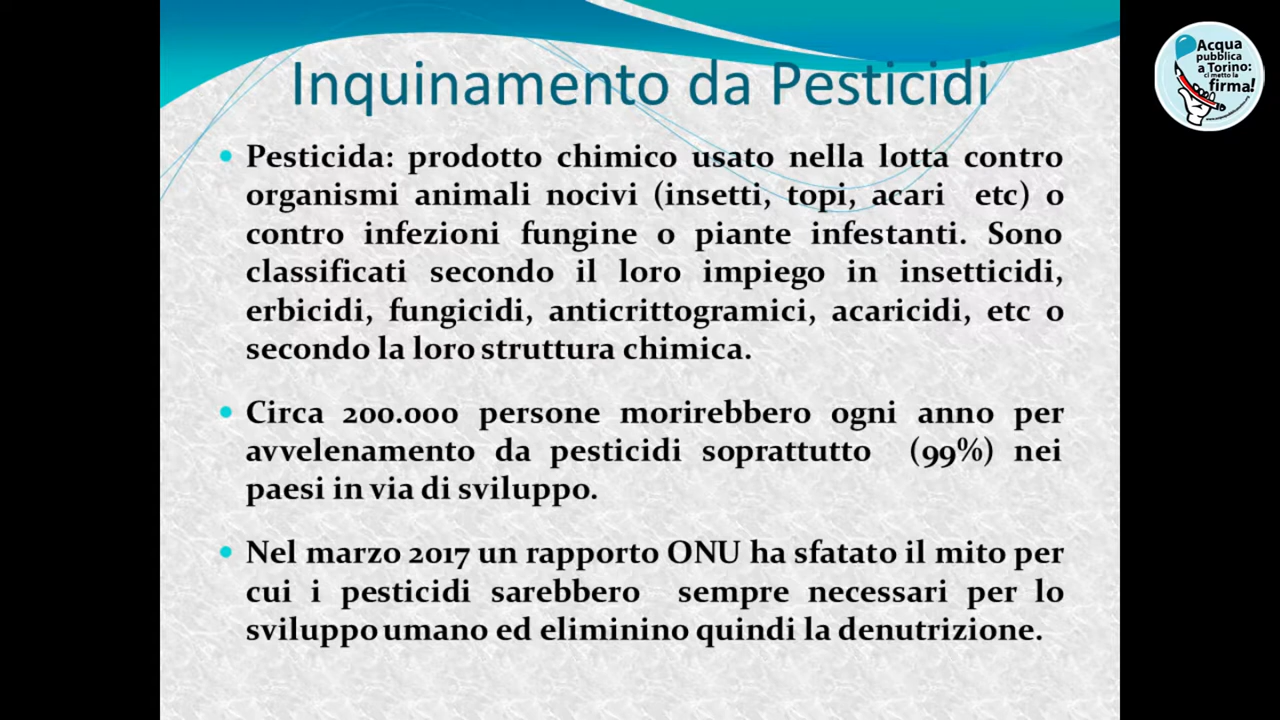 Inquinamento da Pesticidi
Pesticida: prodotto chimico usato nella lotta contro
organismi animali nocivi (insetti, topi, acari etc) o
contro infezioni fungine o piante infestanti. Sono
classificati secondo il loro impiego in insetticidi,
erbicidi, fungicidi, anticrittogramici, acaricidi, etc o
secondo la loro struttura chimica.
Circa 200.000 persone morirebbero ogni anno per
avvelenamento da pesticidi soprattutto (99%) nei
paesi in via di sviluppo.
Nel marzo 2017 un rapporto ONU ha sfatato il mito per
cui i pesticidi sarebbero sempre necessari per lo
sviluppo umano ed eliminino quindi la denutrizione.
Acqua
pubblica
a Torino:
ci metto la
firma!